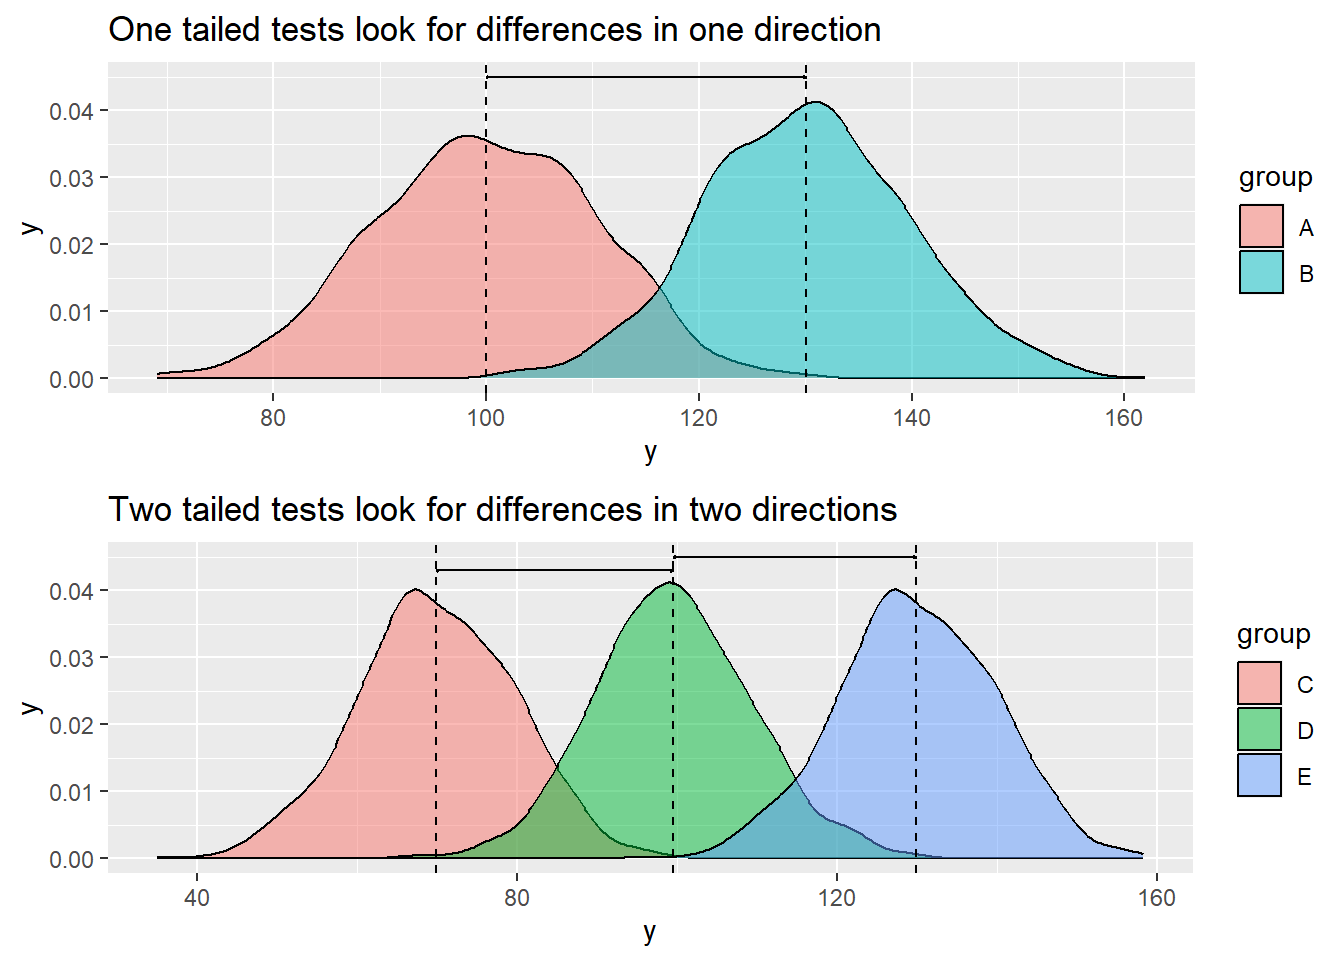 One tailed tests look for differences in one direction
0.04
0.03
0.02
0.01
0.00
y
80 100 120 140 160
y
group
A
B
Two tailed tests look for differences in two directions
0.04
0.03
0.02
0.01
0.00
y
40 80 120 160
y
group
C
D
E